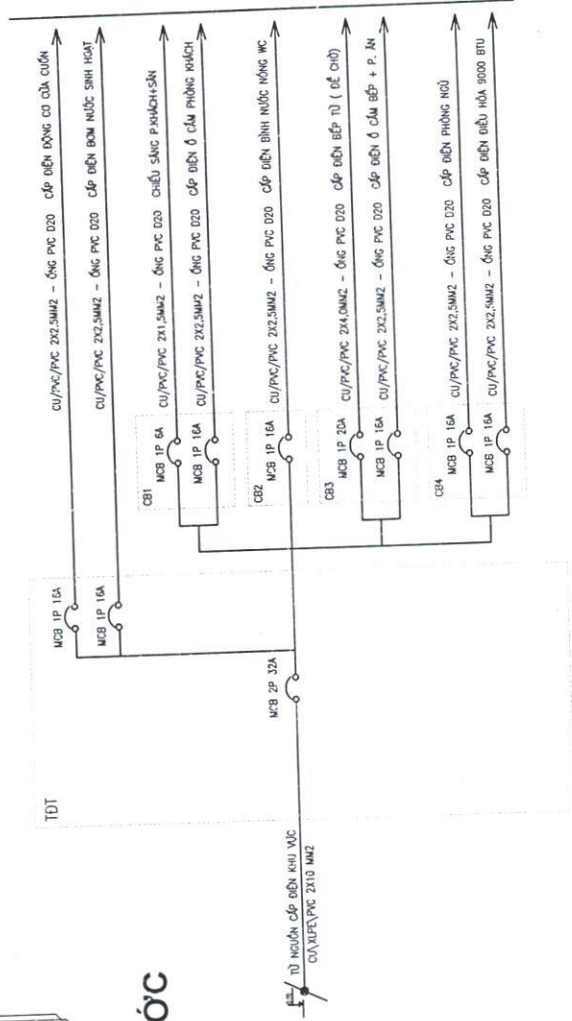 TĐT
TỪ NGUỒN CẤP ĐIỆN KHU VỰC
CU\XLPE\PVC 2X10 MM2
MCB 2P 32A
MCB 1P 16A
CU/PVC/PVC 2X2,5MM2 – ỐNG PVC D20 CẤP ĐIỆN ĐỘNG CƠ CỬA CUỐN
MCB 1P 16A
CU/PVC/PVC 2X2,5MM2 – ỐNG PVC D20 CẤP ĐIỆN BƠM NƯỚC SINH HOẠT
CB1
MCB 1P 6A
CU/PVC/PVC 2X1,5MM2 – ỐNG PVC D20 CHIẾU SÁNG P.KHÁCH+SÂN
MCB 1P 16A
CU/PVC/PVC 2X2,5MM2 – ỐNG PVC D20 CẤP ĐIỆN Ổ CẮM PHÒNG KHÁCH
CB2
MCB 1P 16A
CU/PVC/PVC 2X2,5MM2 – ỐNG PVC D20 CẤP ĐIỆN BÌNH NƯỚC NÓNG WC
CB3
MCB 1P 20A
CU/PVC/PVC 2X4,0MM2 – ỐNG PVC D20 CẤP ĐIỆN BẾP TỪ ( ĐỂ CHỜ)
MCB 1P 16A
CU/PVC/PVC 2X2,5MM2 – ỐNG PVC D20 CẤP ĐIỆN Ổ CẮM BẾP + P. ĂN
CB4
MCB 1P 16A
CU/PVC/PVC 2X2,5MM2 – ỐNG PVC D20 CẤP ĐIỆN PHÒNG NGỦ
MCB 1P 16A
CU/PVC/PVC 2X2,5MM2 – ỐNG PVC D20 CẤP ĐIỆN ĐIỀU HÒA 9000 BTU
ỚC